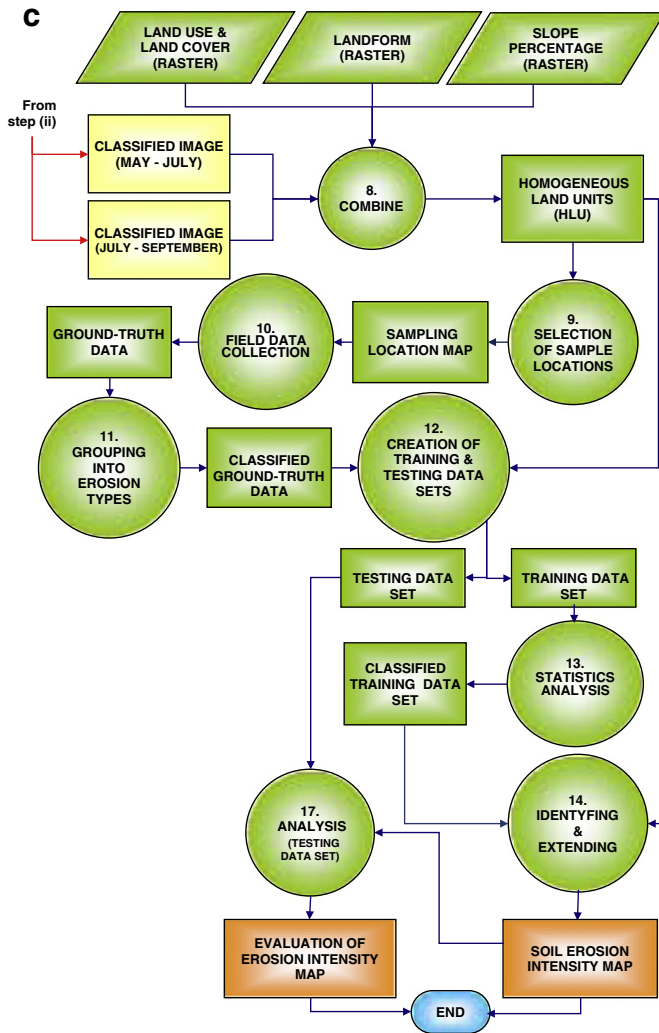 c
LAND USE &
LAND COVER
(RASTER)
LANDFORM
(RASTER)
SLOPE
PERCENTAGE
(RASTER)
From
step (ii)
CLASSIFIED IMAGE
(MAY - JULY)
CLASSIFIED IMAGE
(JULY - SEPTEMBER)
8.
COMBINE
HOMOGENEOUS
LAND UNITS
(HLU)
GROUND-TRUTH
DATA
10.
FIELD DATA
COLLECTION
SAMPLING
LOCATION MAP
9.
SELECTION
OF SAMPLE
LOCATIONS
11.
GROUPING
INTO
EROSION
TYPES
CLASSIFIED
GROUND-TRUTH
DATA
12.
CREATION OF
TRAINING &
TESTING DATA
SETS
TESTING DATA
SET
TRAINING DATA
SET
CLASSIFIED
TRAINING DATA
SET
13.
STATISTICS
ANALYSIS
17.
ANALYSIS
(TESTING
DATA SET)
14.
IDENTYFING
&
EXTENDING
EVALUATION OF
EROSION INTENSITY
MAP
SOIL EROSION
INTENSITY MAP
END